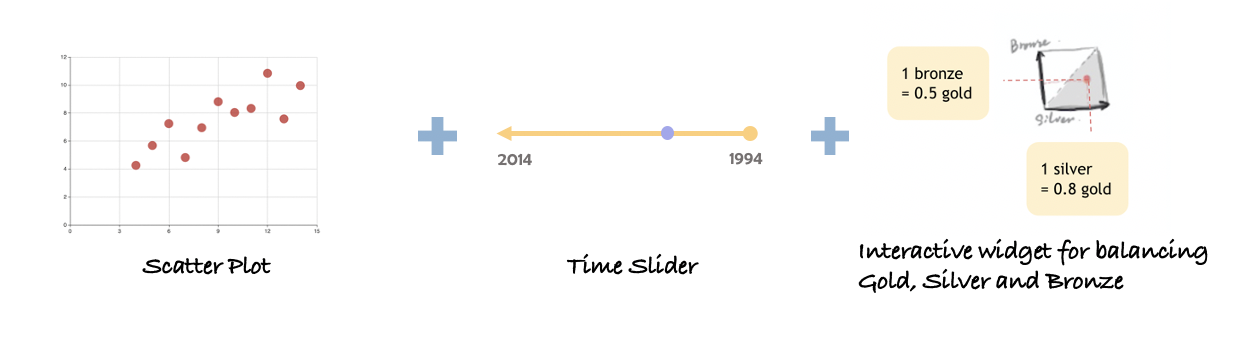 12
10
8
6
4
2
0
0 3 6 9 12 15
Scatter Plot
2014 1994
Time Slider
1 bronze
= 0.5 gold
Bronze
Silver
1 silver
= 0.8 gold
Interactive widget for balancing
Gold, Silver and Bronze